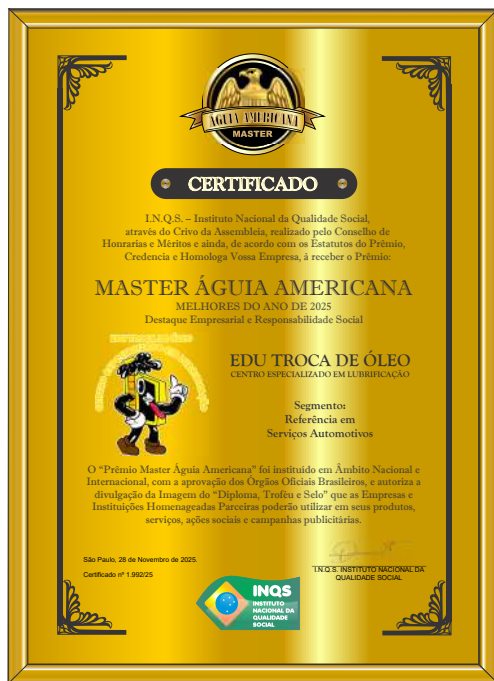 ÁGUIA AMERICANA
MASTER
CERTIFICADO
I.N.Q.S. – Instituto Nacional da Qualidade Social,
através do Crivo da Assembleia, realizado pelo Conselho de
Honrarias e Méritos e ainda, de acordo com os Estatutos do Prêmio,
Credencia e Homologa Vossa Empresa, à receber o Prêmio:
MASTER ÁGUIA AMERICANA
MELHORES DO ANO DE 2025
Destaque Empresarial e Responsabilidade Social
EDU TROCA DE ÓLEO
CENTRO ESPECIALIZADO EM LUBRIFICAÇÃO
Segmento:
Referência em
Serviços Automotivos
O “Prêmio Master Águia Americana” foi instituido em Âmbito Nacional e
Internacional, com a aprovação dos Órgãos Oficiais Brasileiros, e autoriza a
divulgação da Imagem do “Diploma, Troféu e Selo” que as Empresas e
Instituições Homenageadas Parceiras poderão utilizar em seus produtos,
serviços, ações sociais e campanhas publicitárias.
São Paulo, 28 de Novembro de 2025.
Certificado nº 1.992/25
I.N.Q.S. INSTITUTO NACIONAL DA
QUALIDADE SOCIAL
INQS
INSTITUTO
NACIONAL DA
QUALIDADE
SOCIAL